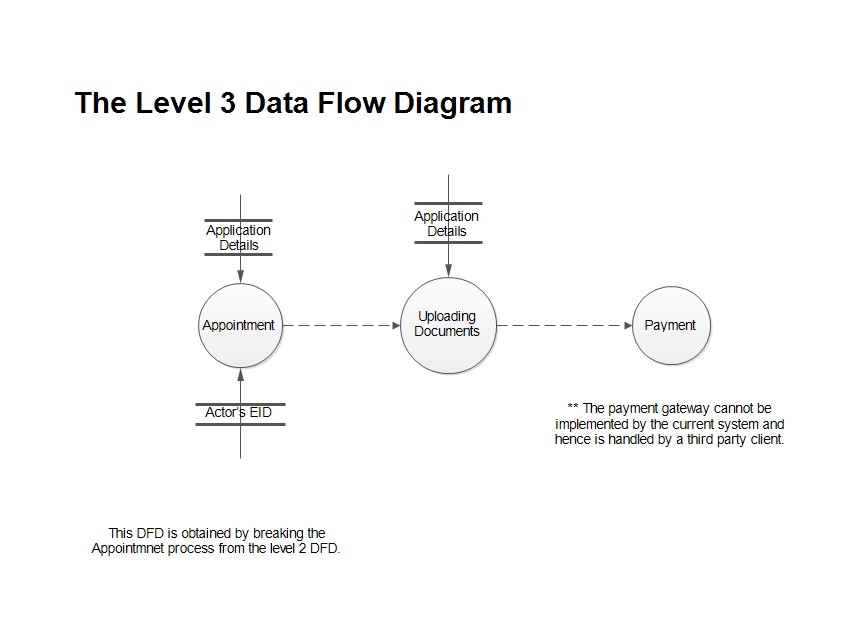 The Level 3 Data Flow Diagram
Application
Details
Application
Details
Appointment
Uploading
Documents
Payment
Actor's EID
** The payment gateway cannot be
implemented by the current system and
hence is handled by a third party client.
This DFD is obtained by breaking the
Appointmnet process from the level 2 DFD.